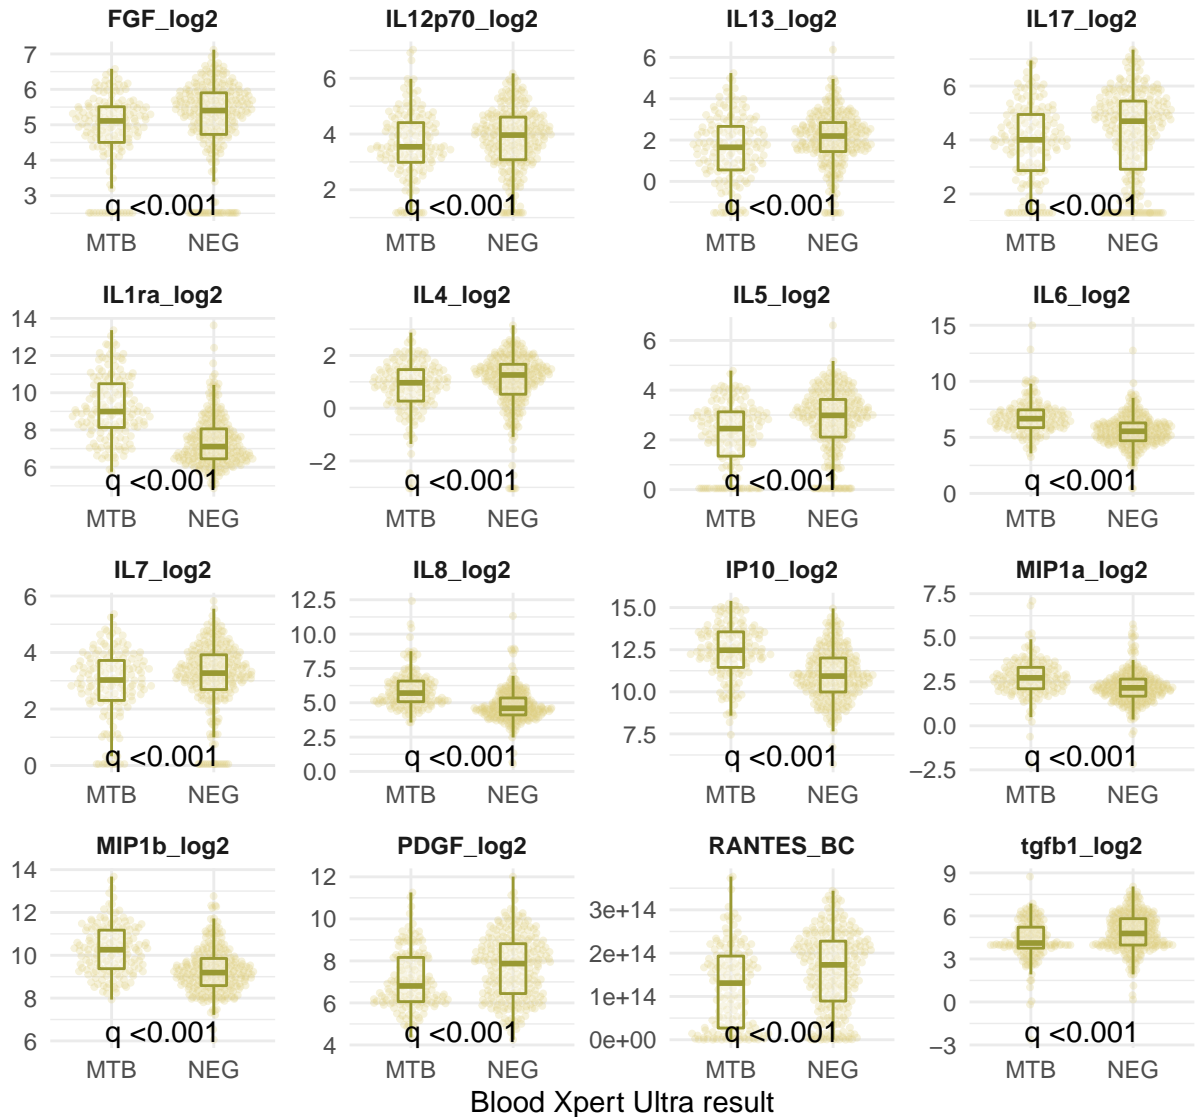 FGF_log2 IL12p70_log2 IL13_log2 IL17_log2
7 6 5 4 3
6 4 2
6 4 2 0
6 4 2
q <0.001 q <0.001 q <0.001 q <0.001
MTB NEG MTB NEG MTB NEG MTB NEG
IL1ra_log2 IL4_log2 IL5_log2 IL6_log2
14 12 10 8 6
2 0 −2
6 4 2 0
15 10 5 0
q <0.001 q <0.001 q <0.001 q <0.001
MTB NEG MTB NEG MTB NEG MTB NEG
IL7_log2 IL8_log2 IP10_log2 MIP1a_log2
6 4 2 0
12.5 10.0 7.5 5.0 2.5 0.0
15.0 12.5 10.0 7.5
7.5 5.0 2.5 0.0 −2.5
q <0.001 q <0.001 q <0.001 q <0.001
MTB NEG MTB NEG MTB NEG MTB NEG
MIP1b_log2 PDGF_log2 RANTES_BC tgfb1_log2
14 12 10 8 6
12 10 8 6 4
3e+14 2e+14 1e+14 0e+00
9 6 3 0 −3
q <0.001 q <0.001 q <0.001 q <0.001
MTB NEG MTB NEG MTB NEG MTB NEG
Blood Xpert Ultra result